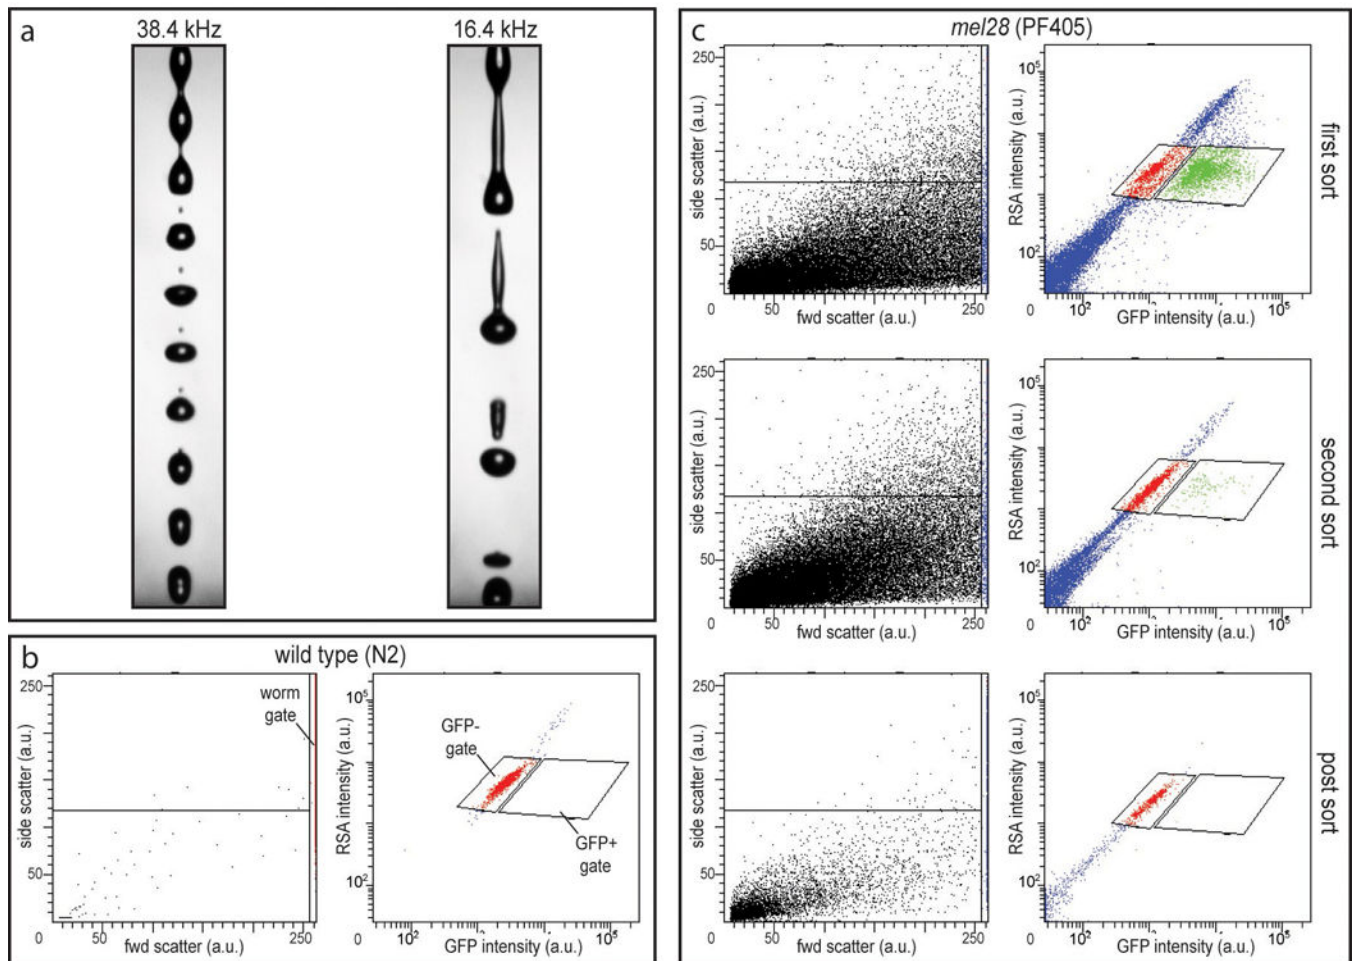 a
38.4 kHz
16.4 kHz
b
wild type (N2)
250
50
0
50
250
side scatter (a.u.)
fwd scatter (a.u.)
worm
gate
10⁵
10²
10²
10⁵
RSA intensity (a.u.)
GFP intensity (a.u.)
GFP-
gate
GFP+
gate
c
mel28 (PF405)
250
50
0
50
250
side scatter (a.u.)
fwd scatter (a.u.)
10⁵
10²
0
10²
10⁵
RSA intensity (a.u.)
GFP intensity (a.u.)
first sort
250
50
0
50
250
side scatter (a.u.)
fwd scatter (a.u.)
10⁵
10²
0
10²
10⁵
RSA intensity (a.u.)
GFP intensity (a.u.)
second sort
250
50
0
50
250
side scatter (a.u.)
fwd scatter (a.u.)
10⁵
10²
0
10²
10⁵
RSA intensity (a.u.)
GFP intensity (a.u.)
post sort